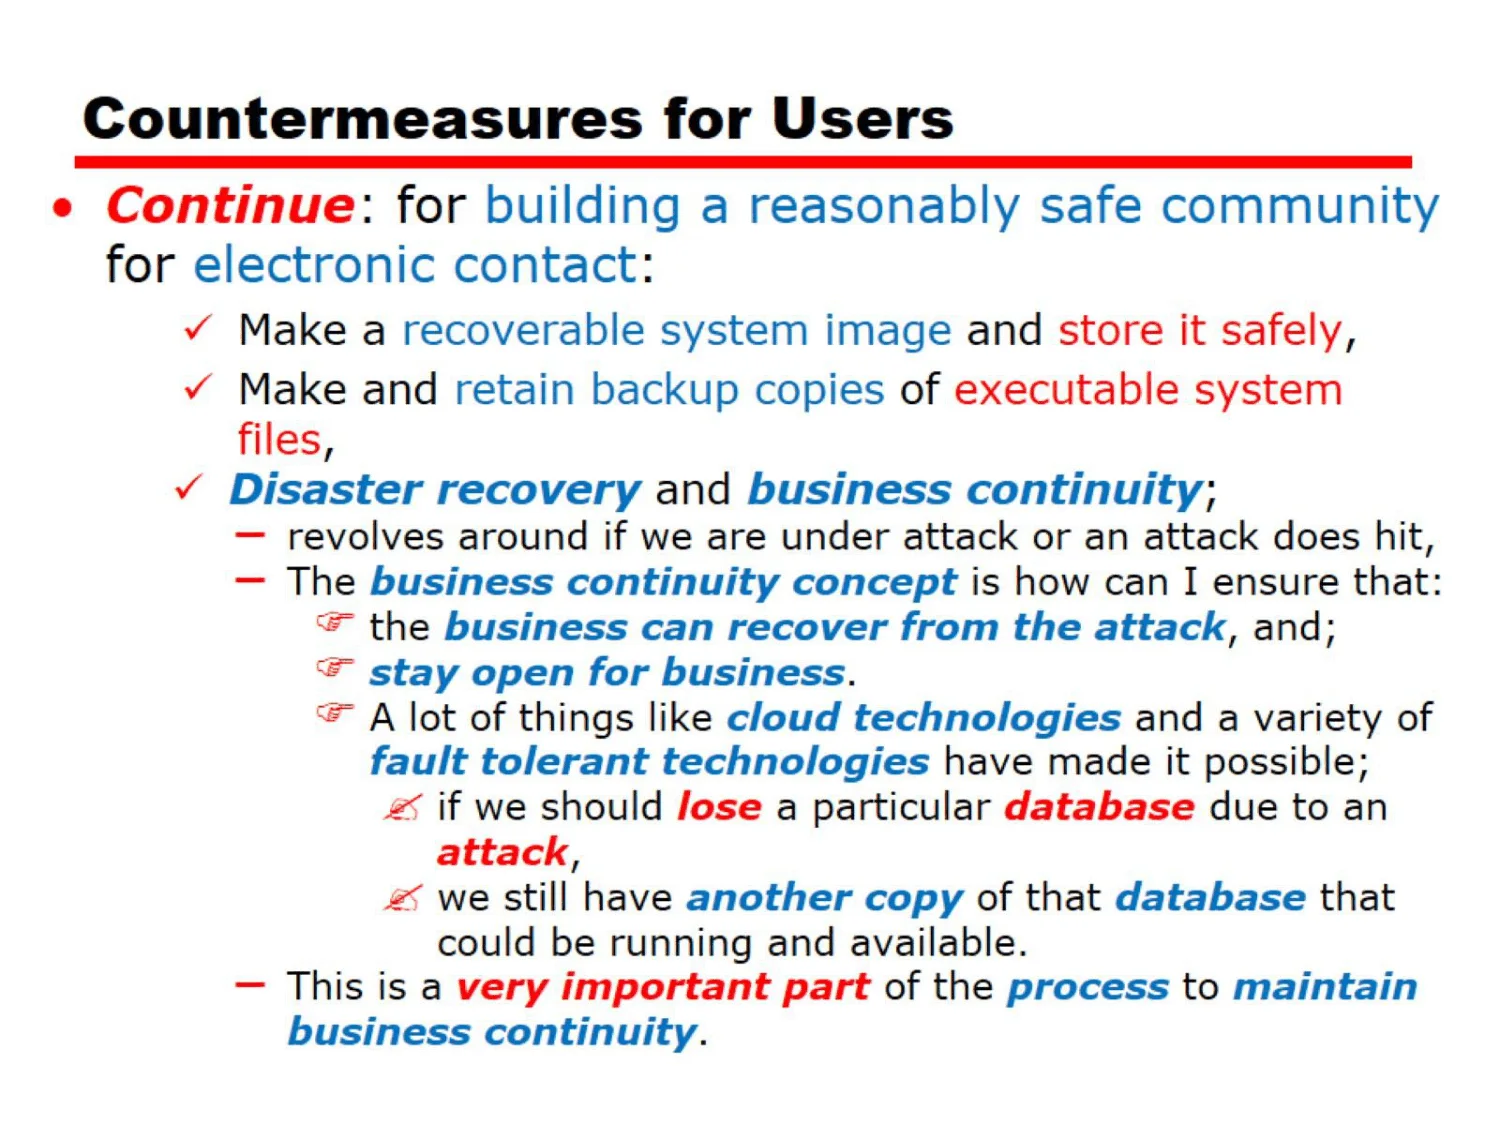 Countermeasures for Users
• Continue: for building a reasonably safe community
for electronic contact:
✓ Make a recoverable system image and store it safely,
✓ Make and retain backup copies of executable system
files,
✓ Disaster recovery and business continuity;
– revolves around if we are under attack or an attack does hit,
– The business continuity concept is how can I ensure that:
☞ the business can recover from the attack, and;
☞ stay open for business.
☞ A lot of things like cloud technologies and a variety of
fault tolerant technologies have made it possible;
✍ if we should lose a particular database due to an
attack,
✍ we still have another copy of that database that
could be running and available.
– This is a very important part of the process to maintain
business continuity.